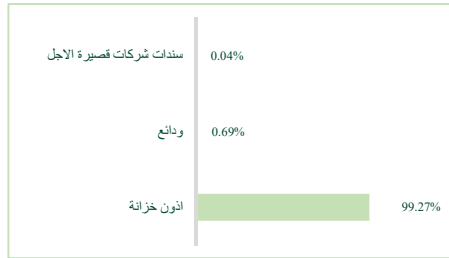 سندات شركات قصيرة الاجل 0.04%
ودائع 0.69%
اذون خزانة 99.27%